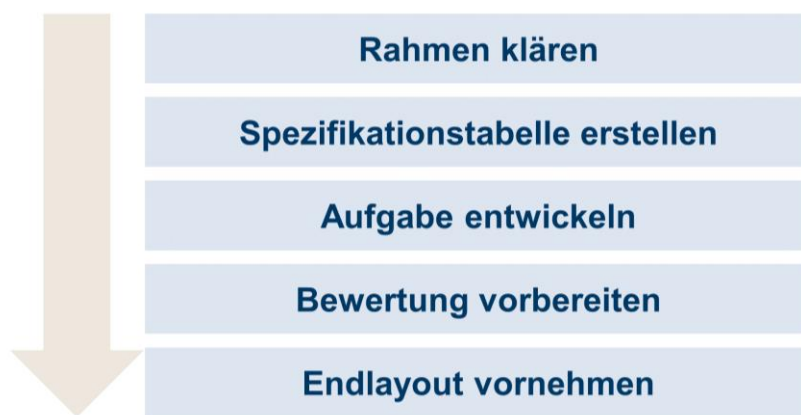 Rahmen klären
Spezifikationstabelle erstellen
Aufgabe entwickeln
Bewertung vorbereiten
Endlayout vornehmen